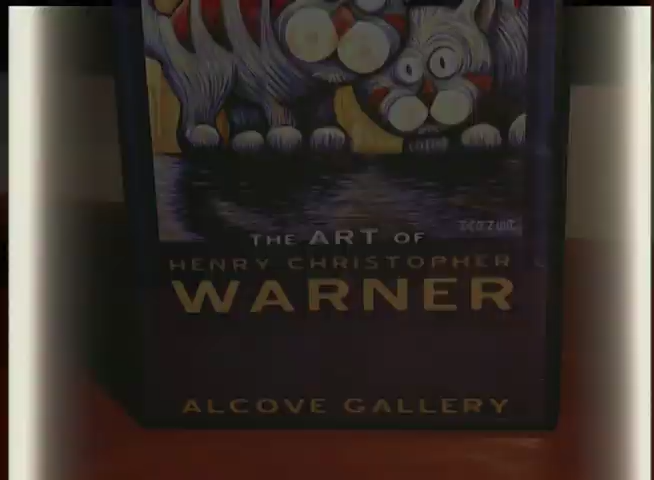 THE ART OF
HENRY CHRISTOPHER
WARNER
ALCOVE GALLERY